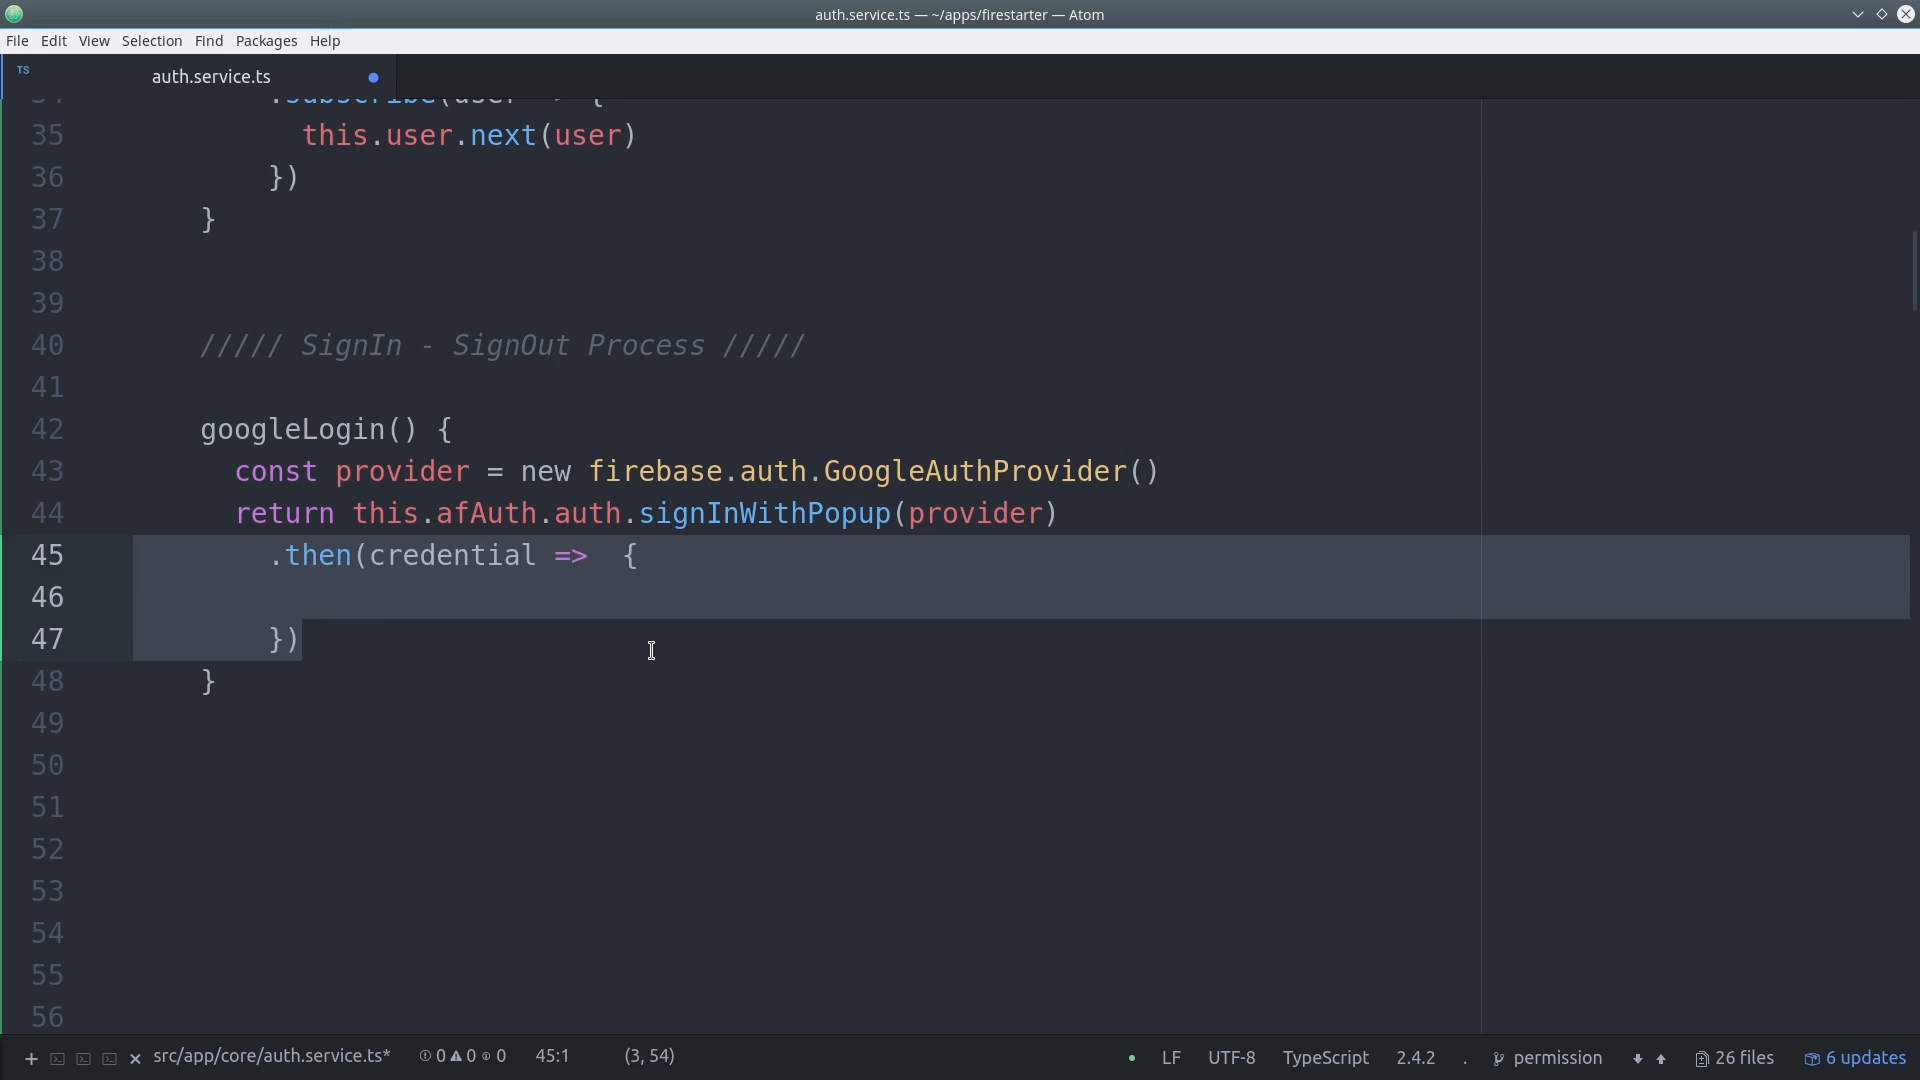 auth.service.ts — ~/apps/firestarter — Atom
File Edit View Selection Find Packages Help
TS auth.service.ts
.subscribe(user => {
35 this.user.next(user)
36 })
37 }
38
39
40 ///// SignIn - SignOut Process /////
41
42 googleLogin() {
43 const provider = new firebase.auth.GoogleAuthProvider()
44 return this.afAuth.auth.signInWithPopup(provider)
45 .then(credential =>  {
46
47 })
48 }
49
50
51
52
53
54
55
56
+ src/app/core/auth.service.ts* 0 0 0 45:1 (3, 54) LF UTF-8 TypeScript 2.4.2 . permission 26 files 6 updates